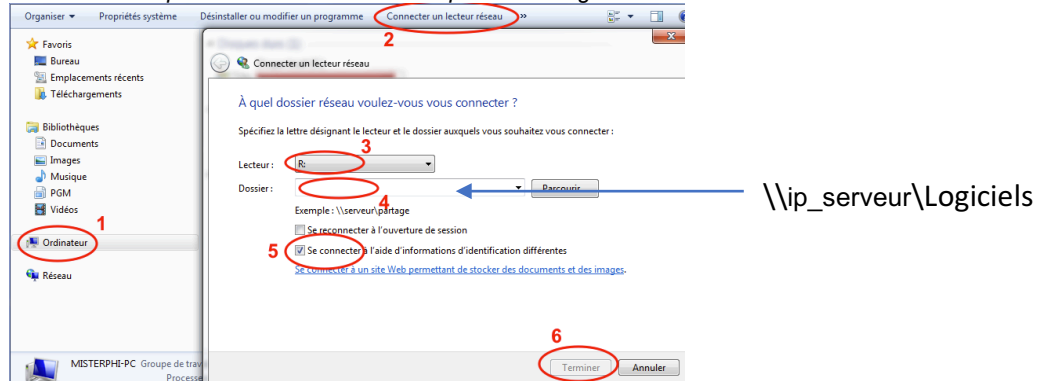 Organiser Propriétés système Désinstaller ou modifier un programme Connecter un lecteur réseau »
2
Favoris
Bureau
Emplacements récents
Téléchargements
Bibliothèques
Documents
Images
Musique
PGM
Vidéos
1
Ordinateur
Réseau
MISTERPHI-PC Groupe de trav
Connecter un lecteur réseau
À quel dossier réseau voulez-vous vous connecter ?
Spécifiez la lettre désignant le lecteur et le dossier auxquels vous souhaitez vous connecter :
3
Lecteur : R:
Dossier : Parcourir...
\\ip_serveur\Logiciels
4
Exemple : \\serveur\partage
Se reconnecter à l'ouverture de session
5
Se connecter à l'aide d'informations d'identification différentes
Se connecter à un site Web permettant de stocker des documents et des images.
6
Terminer Annuler